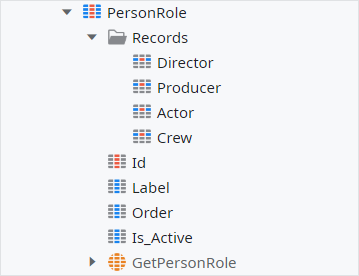 PersonRole
Records
Director
Producer
Actor
Crew
Id
Label
Order
Is_Active
GetPersonRole